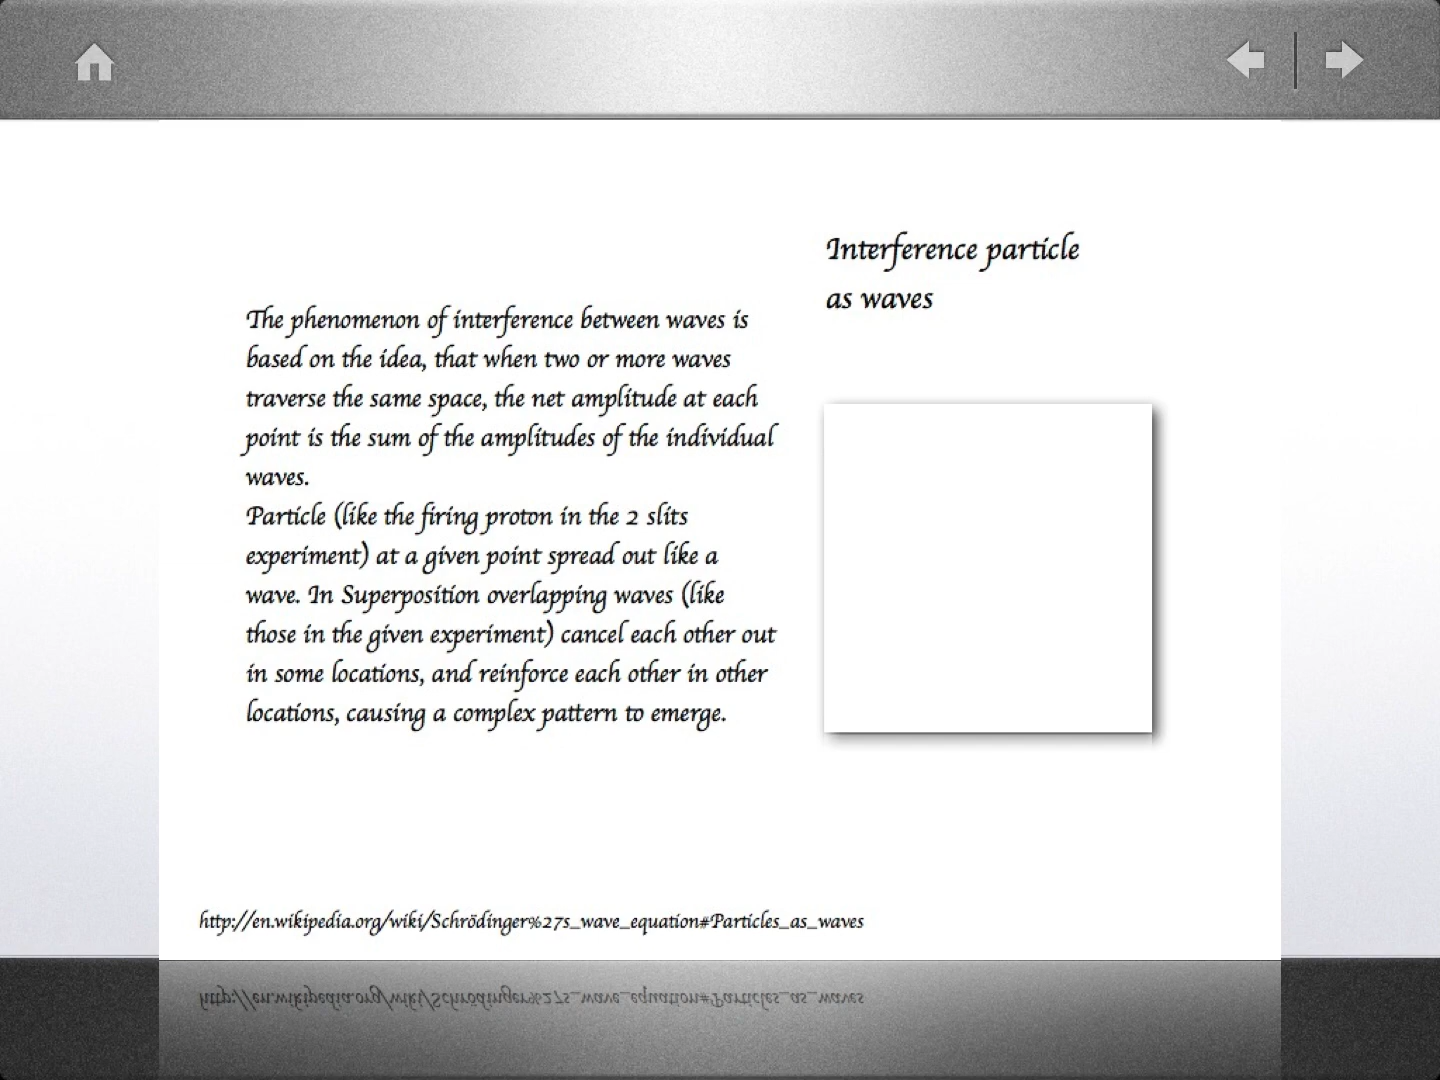 Interference particle
as waves
The phenomenon of interference between waves is
based on the idea, that when two or more waves
traverse the same space, the net amplitude at each
point is the sum of the amplitudes of the individual
waves.
Particle (like the firing proton in the 2 slits
experiment) at a given point spread out like a
wave. In Superposition overlapping waves (like
those in the given experiment) cancel each other out
in some locations, and reinforce each other in other
locations, causing a complex pattern to emerge.
http://en.wikipedia.org/wiki/Schrödinger%27s_wave_equation#Particles_as_waves